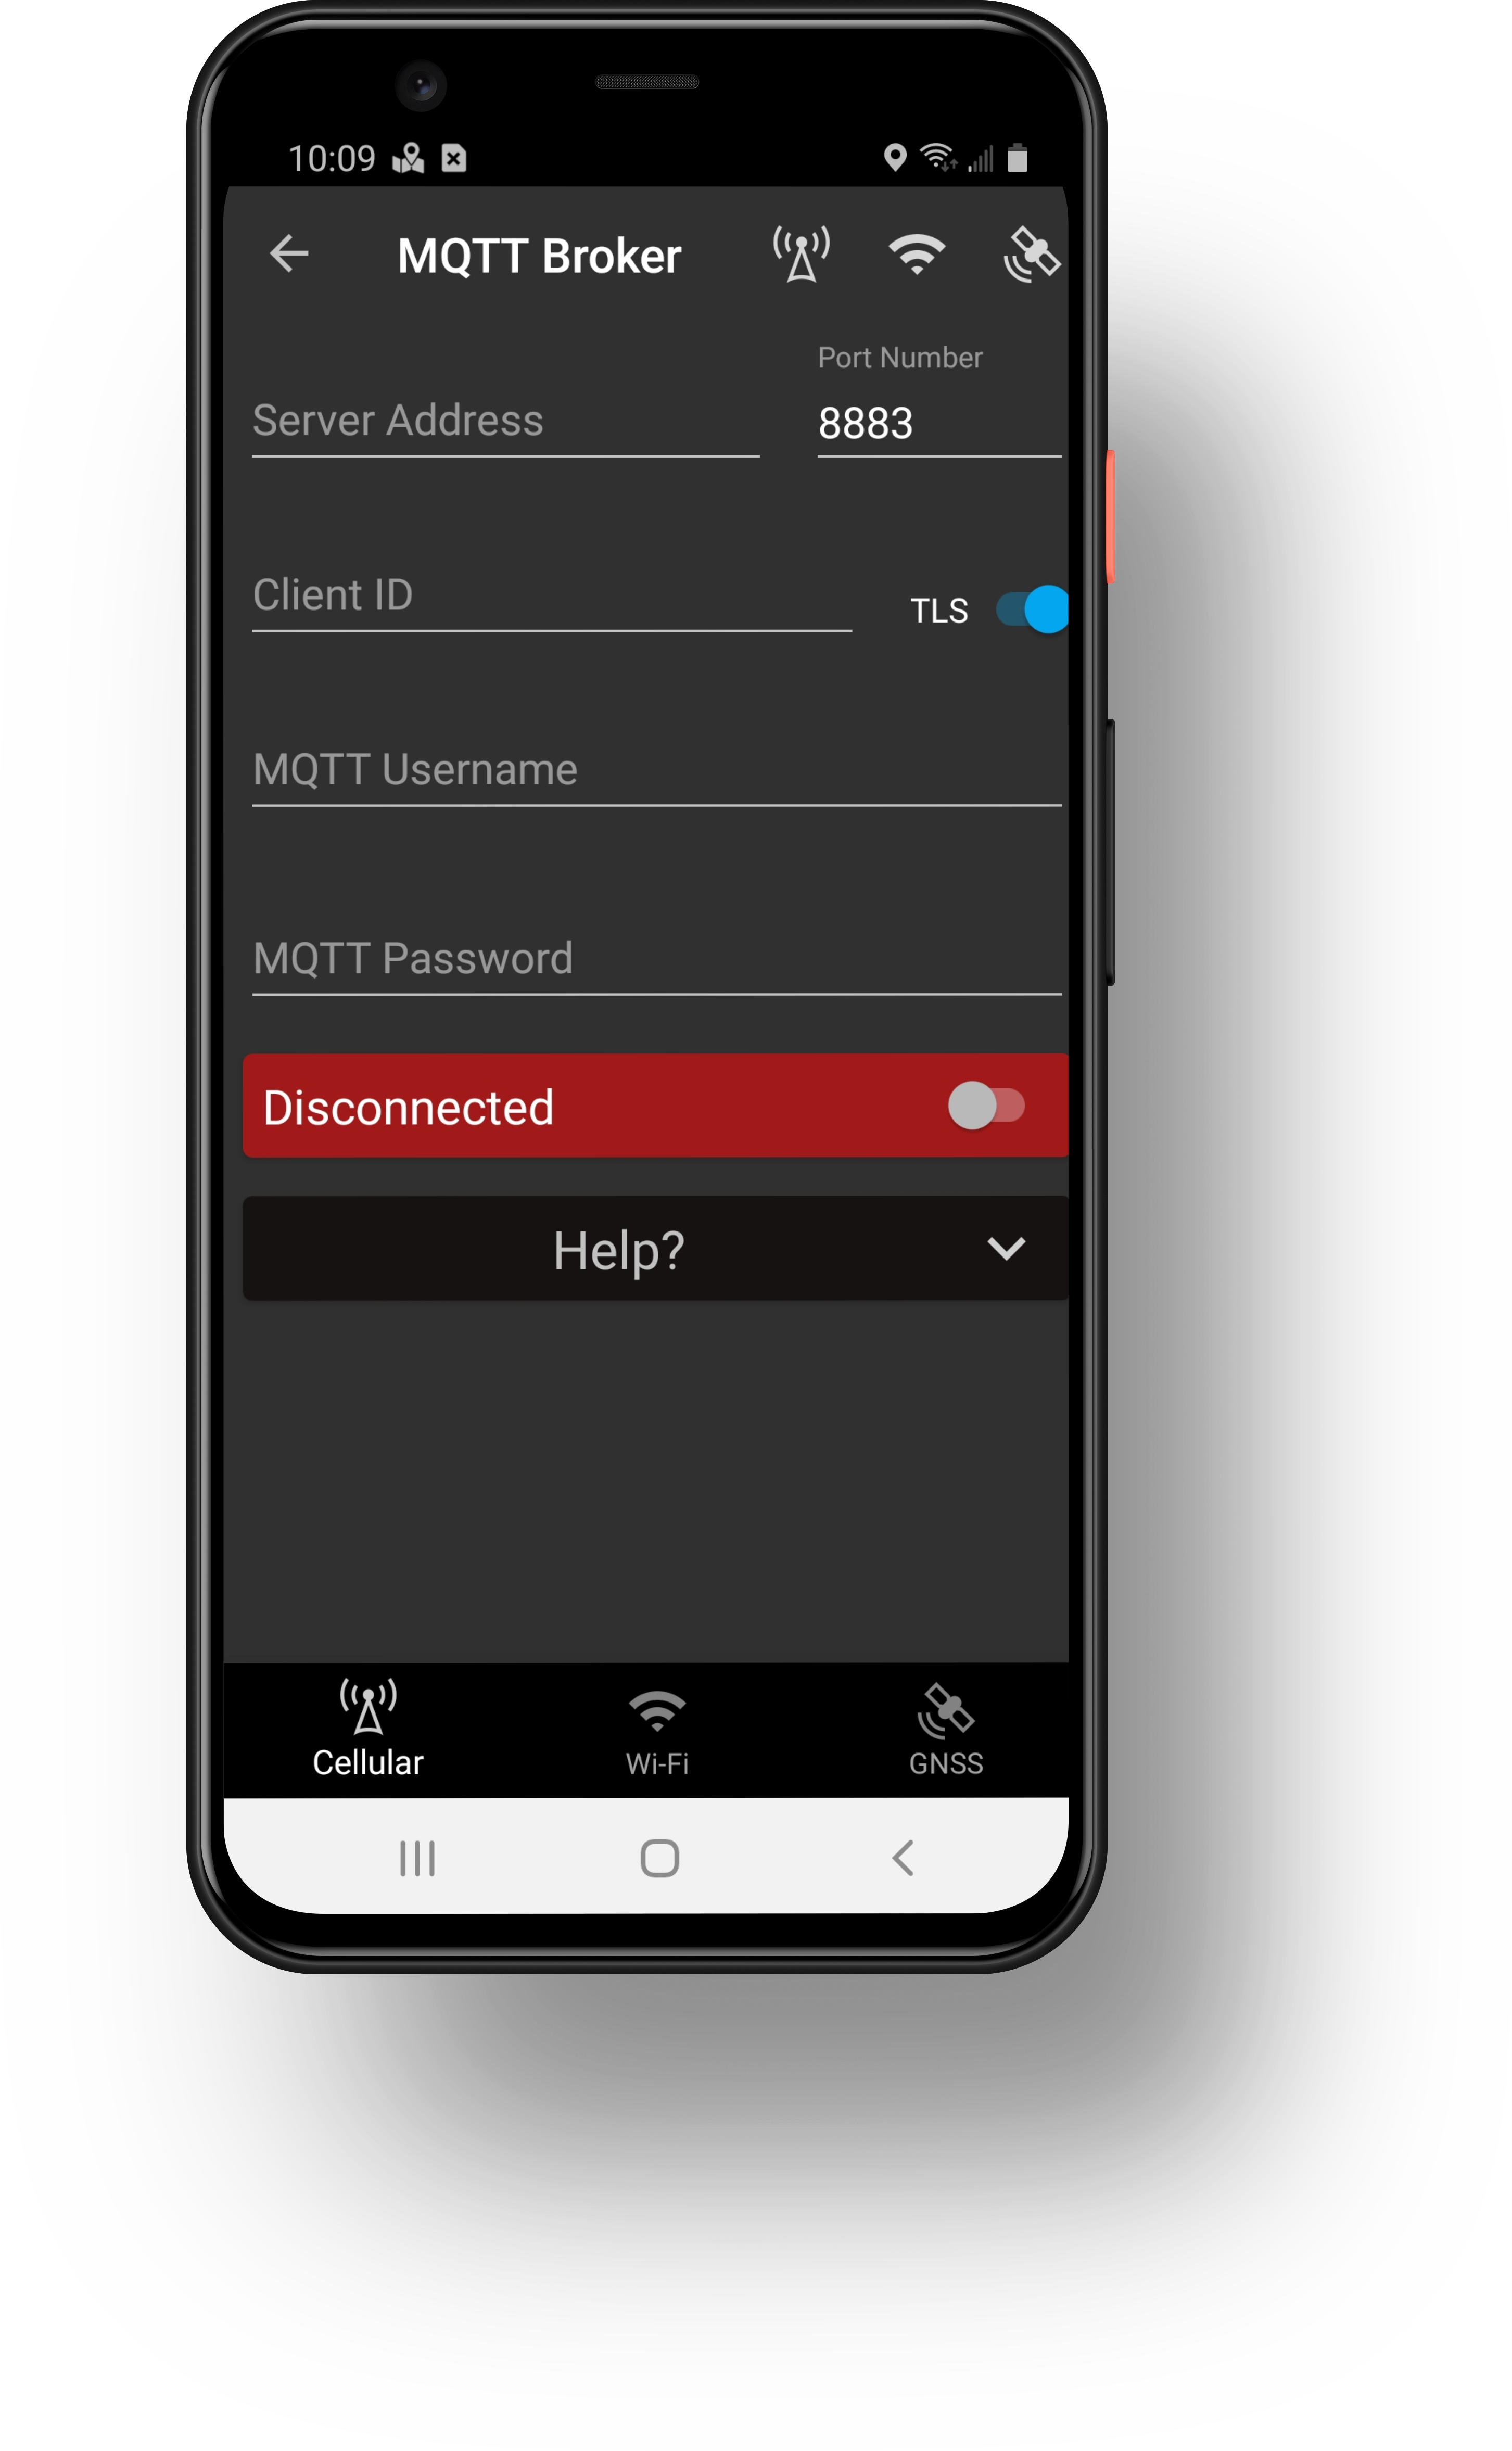 10:09
MQTT Broker
Port Number
Server Address
8883
Client ID
TLS
MQTT Username
MQTT Password
Disconnected
Help?
Cellular
Wi-Fi
GNSS